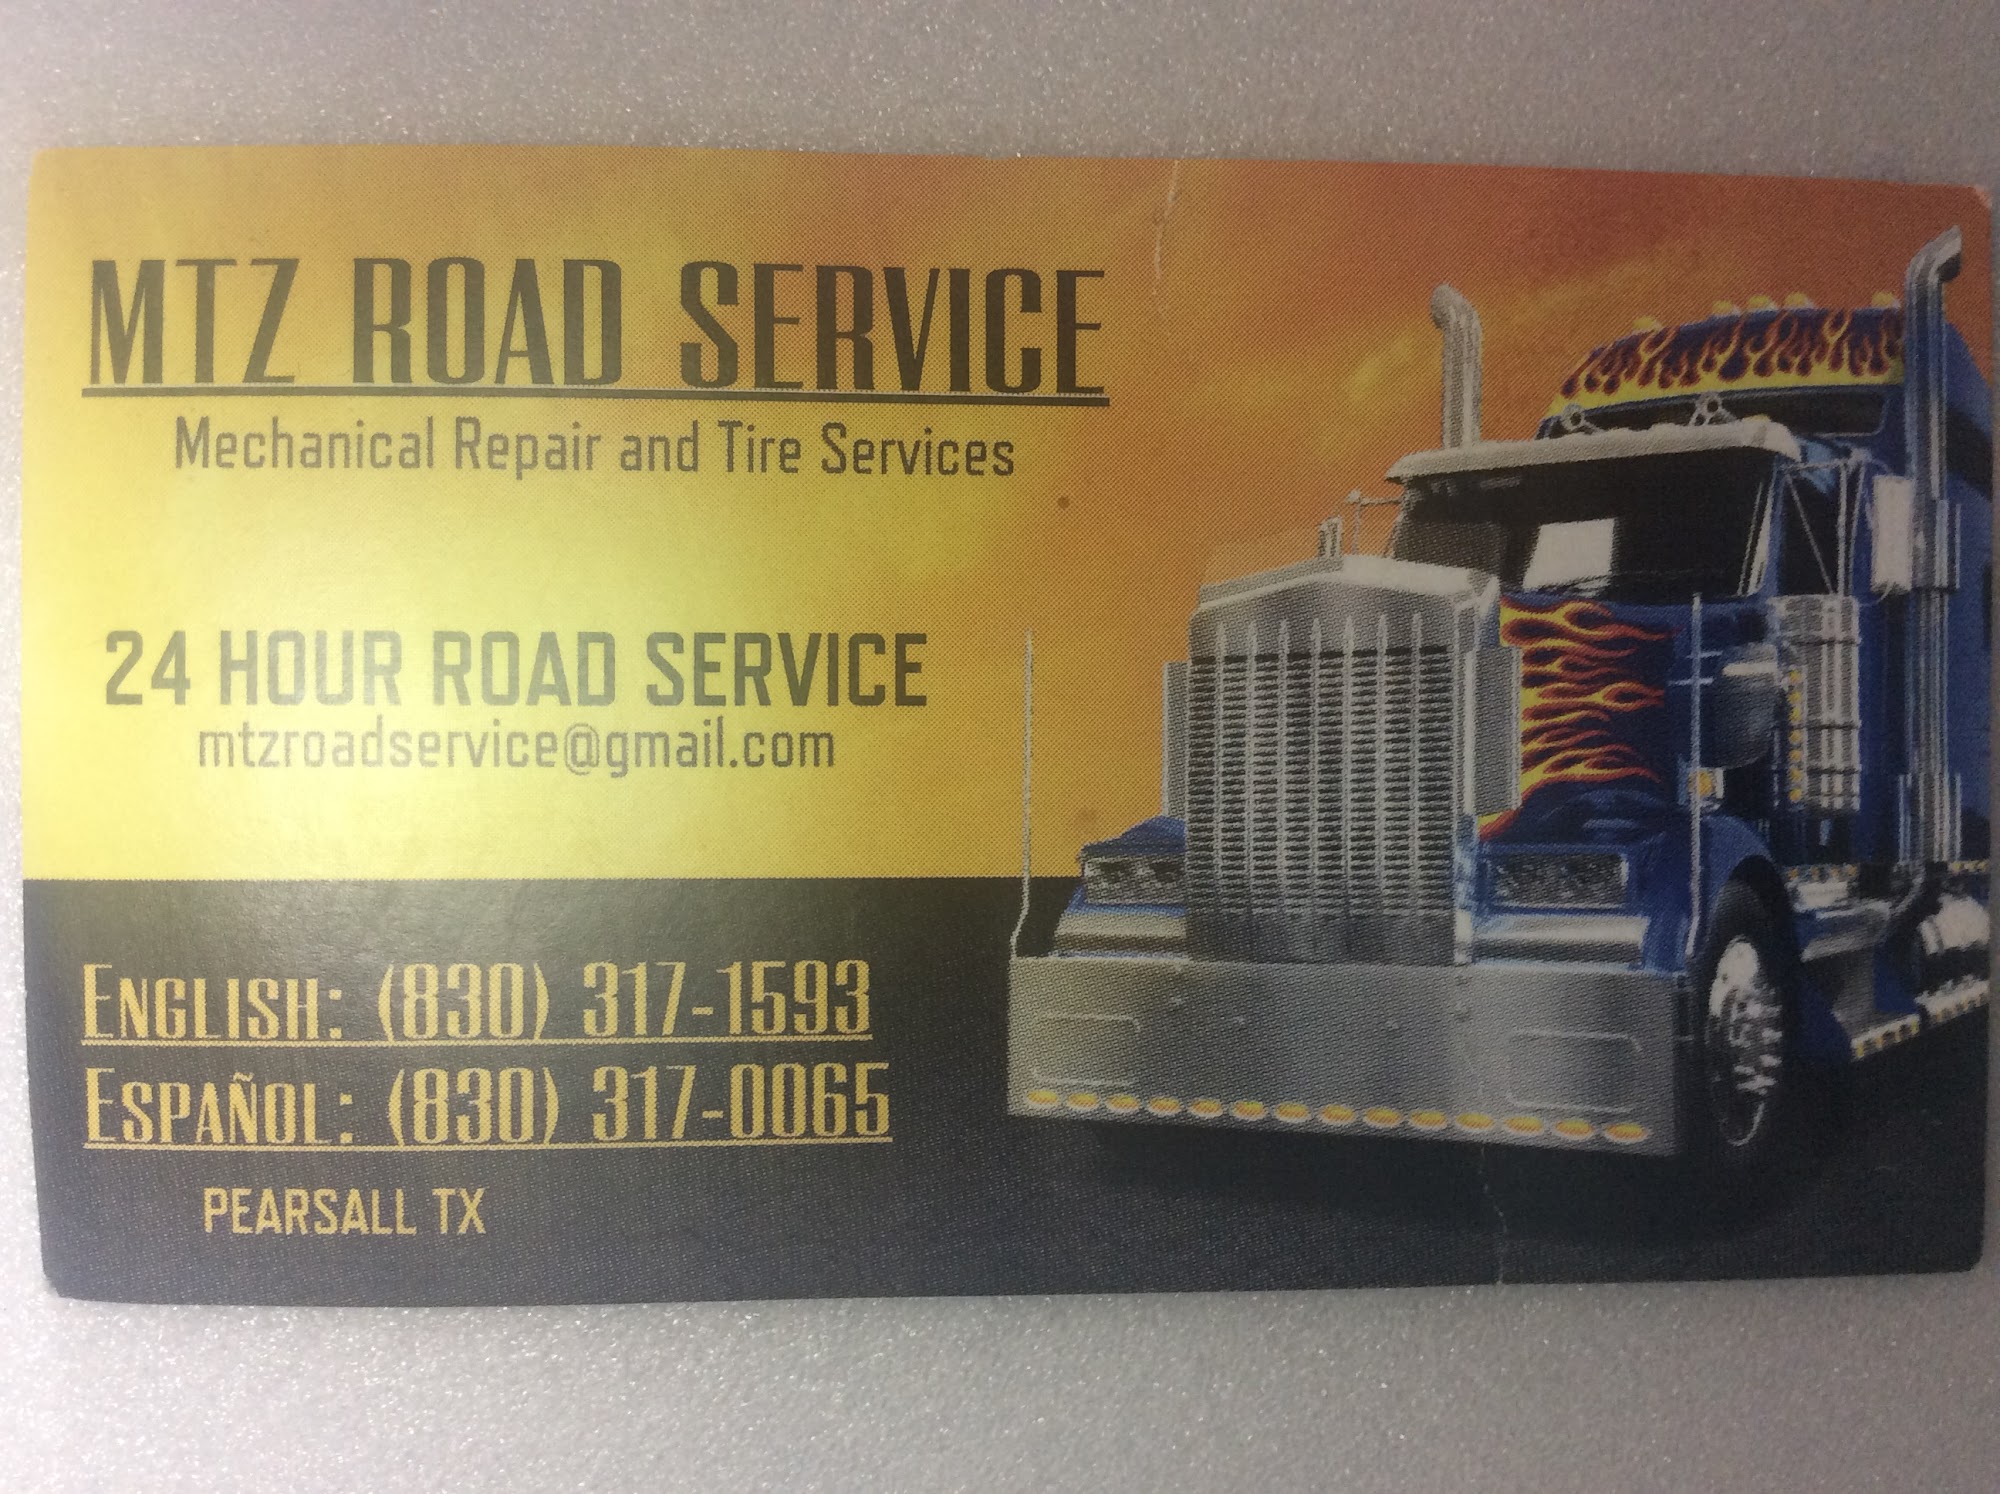 MTZ ROAD SERVICE
Mechanical Repair and Tire Services
24 HOUR ROAD SERVICE
mtzroadservice@gmail.com
ENGLISH: (830) 317-1593
ESPAÑOL: (830) 317-0065
PEARSALL TX